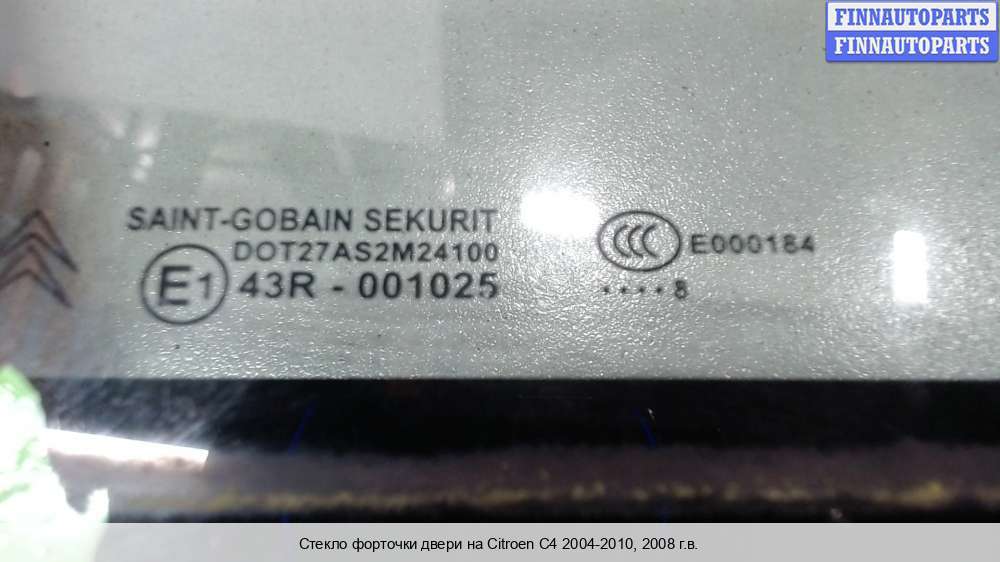 FINNAUTOPARTS
FINNAUTOPARTS
SAINT-GOBAIN SEKURIT
DOT27AS2M24100
E1 43R - 001025
CCC E000184
.... 8
Стекло форточки двери на Citroen C4 2004-2010, 2008 г.в.